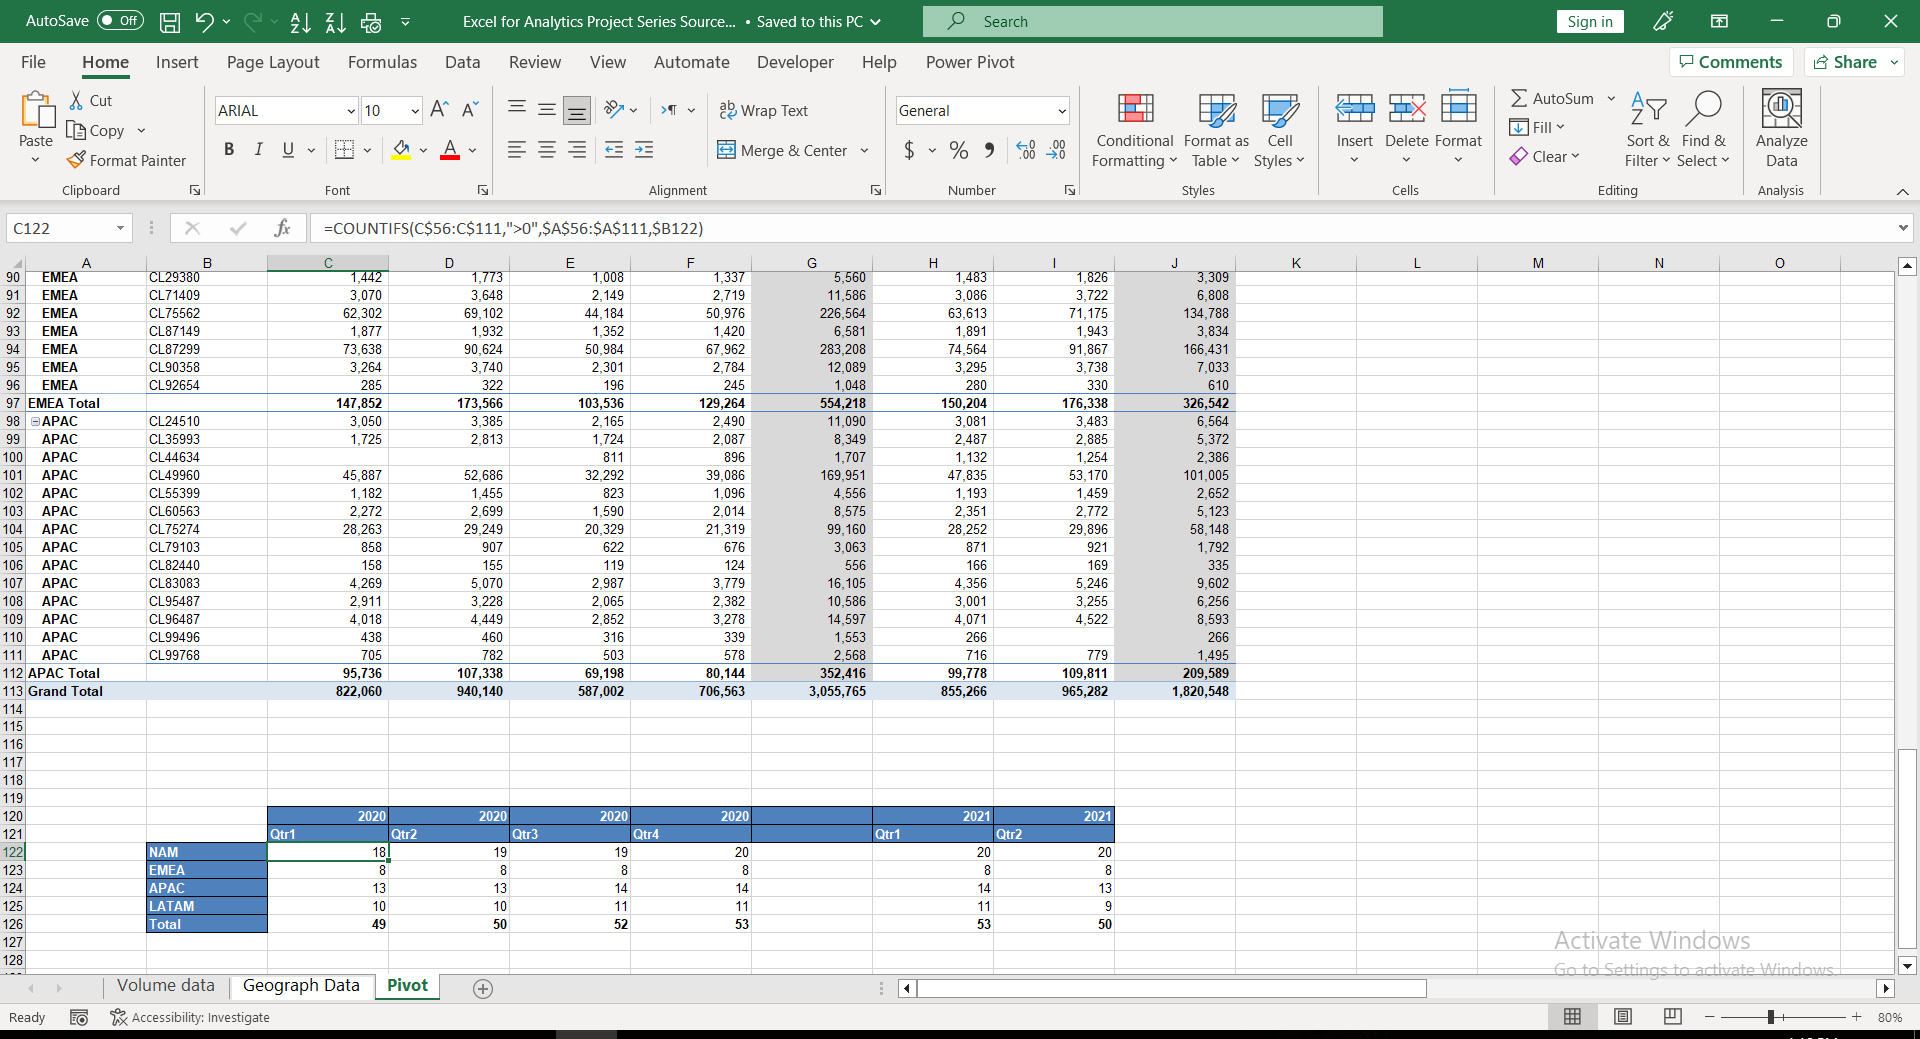 AutoSave Off Excel for Analytics Project Series Source... • Saved to this PC Search Sign in
File Home Insert Page Layout Formulas Data Review View Automate Developer Help Power Pivot Comments Share
Paste
Cut
Copy
Format Painter
Clipboard
ARIAL 10
B I U
Font
Wrap Text
Merge & Center
Alignment
General
$ % 9
Number
Conditional Formatting
Format as Table
Cell Styles
Styles
Insert Delete Format
Cells
AutoSum
Fill
Clear
Sort & Filter
Find & Select
Editing
Analyze Data
Analysis
C122 fx =COUNTIFS(C$56:C$111,">0",$A$56:$A$111,$B122)
A B C D E F G H I J K L M N O
90 EMEA CL29380 1,442 1,773 1,008 1,337 5,560 1,483 1,826 3,309
91 EMEA CL71409 3,070 3,648 2,149 2,719 11,586 3,086 3,722 6,808
92 EMEA CL75562 62,302 69,102 44,184 50,976 226,564 63,613 71,175 134,788
93 EMEA CL87149 1,877 1,932 1,352 1,420 6,581 1,891 1,943 3,834
94 EMEA CL87299 73,638 90,624 50,984 67,962 283,208 74,564 91,867 166,431
95 EMEA CL90358 3,264 3,740 2,301 2,784 12,089 3,295 3,738 7,033
96 EMEA CL92654 285 322 196 245 1,048 280 330 610
97 EMEA Total 147,852 173,566 103,536 129,264 554,218 150,204 176,338 326,542
98 APAC CL24510 3,050 3,385 2,165 2,490 11,090 3,081 3,483 6,564
99 APAC CL35993 1,725 2,813 1,724 2,087 8,349 2,487 2,885 5,372
100 APAC CL44634 811 896 1,707 1,132 1,254 2,386
101 APAC CL49960 45,887 52,686 32,292 39,086 169,951 47,835 53,170 101,005
102 APAC CL55399 1,182 1,455 823 1,096 4,556 1,193 1,459 2,652
103 APAC CL60563 2,272 2,699 1,590 2,014 8,575 2,351 2,772 5,123
104 APAC CL75274 28,263 29,249 20,329 21,319 99,160 28,252 29,896 58,148
105 APAC CL79103 858 907 622 676 3,063 871 921 1,792
106 APAC CL82440 158 155 119 124 556 166 169 335
107 APAC CL83083 4,269 5,070 2,987 3,779 16,105 4,356 5,246 9,602
108 APAC CL95487 2,911 3,228 2,065 2,382 10,586 3,001 3,255 6,256
109 APAC CL96487 4,018 4,449 2,852 3,278 14,597 4,071 4,522 8,593
110 APAC CL99496 438 460 316 339 1,553 266 266
111 APAC CL99768 705 782 503 578 2,568 716 779 1,495
112 APAC Total 95,736 107,338 69,198 80,144 352,416 99,778 109,811 209,589
113 Grand Total 822,060 940,140 587,002 706,563 3,055,765 855,266 965,282 1,820,548
114
115
116
117
118
119
120 2020 2020 2020 2020 2021 2021
121 Qtr1 Qtr2 Qtr3 Qtr4 Qtr1 Qtr2
122 NAM 18 19 19 20 20 20
123 EMEA 8 8 8 8 8 8
124 APAC 13 13 14 14 14 13
125 LATAM 10 10 11 11 11 9
126 Total 49 50 52 53 53 50
127
128
Activate Windows
Go to Settings to activate Windows.
Volume data Geograph Data Pivot
Ready Accessibility: Investigate 80%